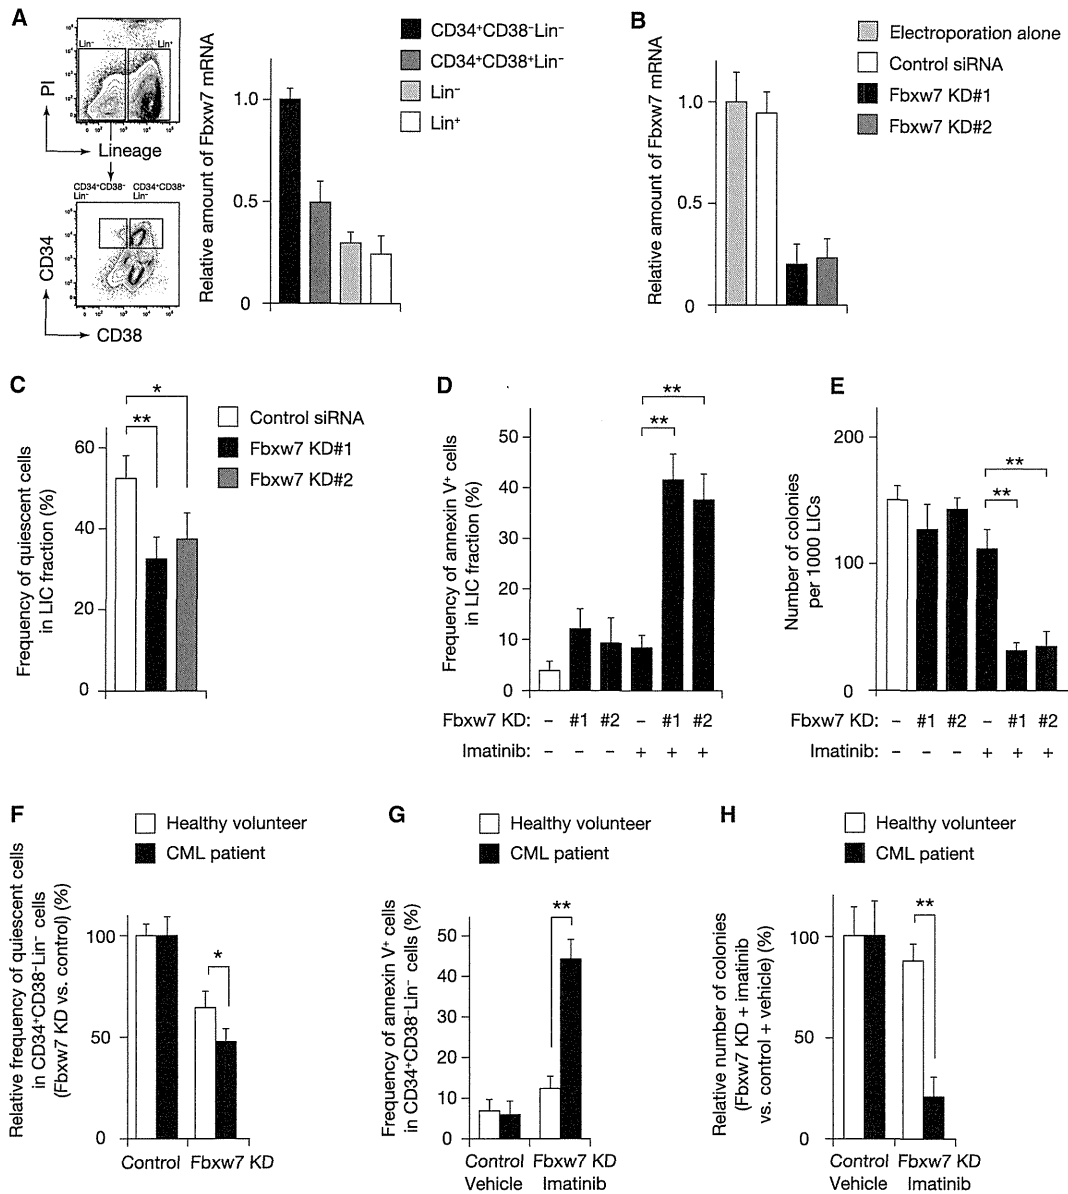 A
Lin⁻
Lin⁺
PI
Lineage
CD34⁺CD38⁻
Lin⁻
CD34⁺CD38⁺
Lin⁻
CD34
CD38
Relative amount of Fbxw7 mRNA
1.0
0.5
0
CD34⁺CD38⁻Lin⁻
CD34⁺CD38⁺Lin⁻
Lin⁻
Lin⁺
B
Relative amount of Fbxw7 mRNA
1.0
0.5
0
Electroporation alone
Control siRNA
Fbxw7 KD#1
Fbxw7 KD#2
C
Frequency of quiescent cells
in LIC fraction (%)
60
40
20
0
*
**
Control siRNA
Fbxw7 KD#1
Fbxw7 KD#2
D
Frequency of annexin V⁺ cells
in LIC fraction (%)
50
40
30
20
10
0
**
**
Fbxw7 KD: – #1 #2 – #1 #2
Imatinib: – – – + + +
E
Number of colonies
per 1000 LICs
200
100
0
**
**
Fbxw7 KD: – #1 #2 – #1 #2
Imatinib: – – – + + +
F
Healthy volunteer
CML patient
Relative frequency of quiescent cells
in CD34⁺CD38⁻Lin⁻ cells
(Fbxw7 KD vs. control) (%)
100
50
0
*
Control Fbxw7 KD
G
Healthy volunteer
CML patient
Frequency of annexin V⁺ cells
in CD34⁺CD38⁻Lin⁻ cells (%)
50
40
30
20
10
0
**
Control Fbxw7 KD
Vehicle Imatinib
H
Healthy volunteer
CML patient
Relative number of colonies
(Fbxw7 KD + imatinib
vs. control + vehicle) (%)
100
50
0
**
Control Fbxw7 KD
Vehicle Imatinib